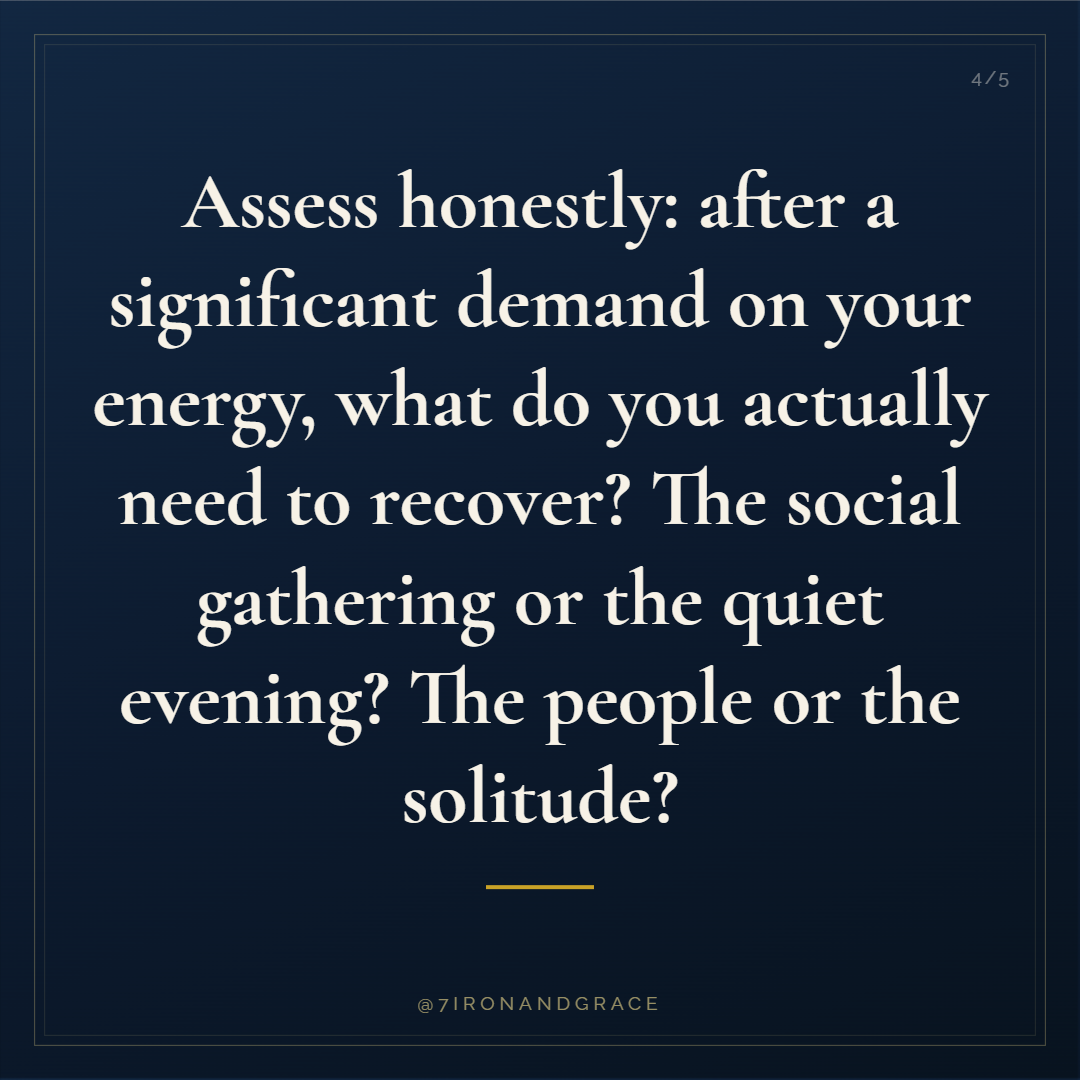 4/5
Assess honestly: after a
significant demand on your
energy, what do you actually
need to recover? The social
gathering or the quiet
evening? The people or the
solitude?
@7IRONANDGRACE